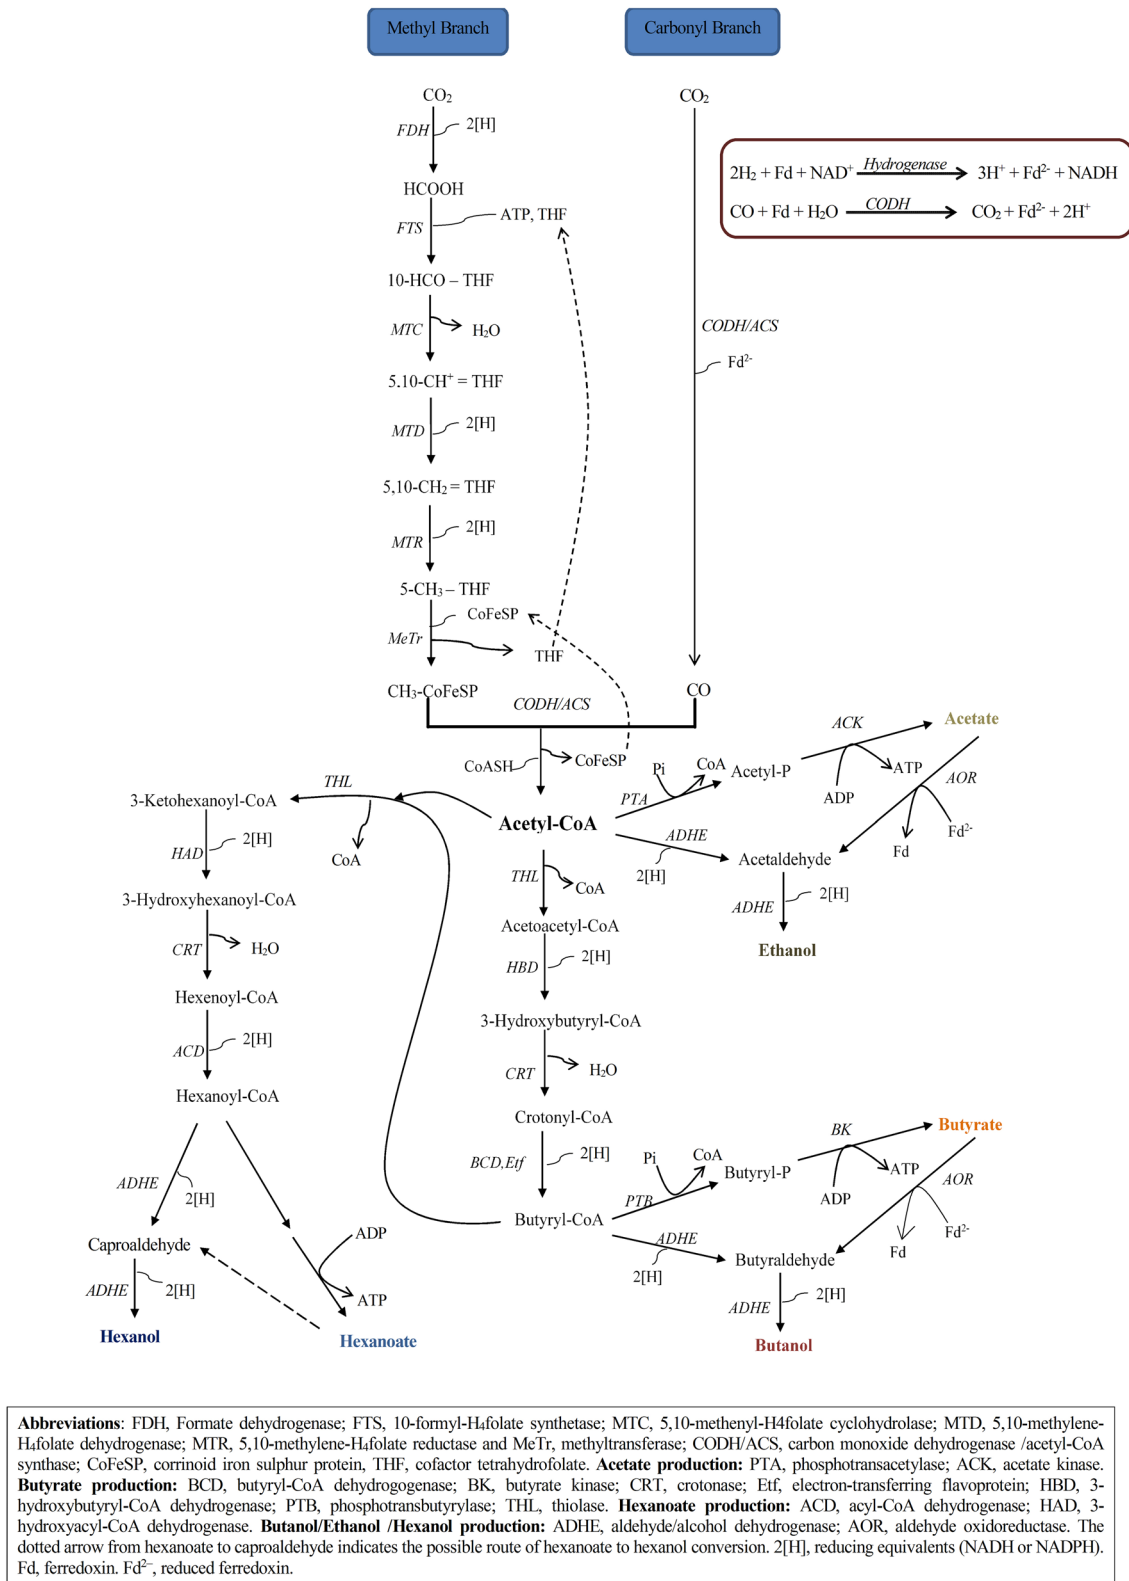 Methyl Branch
Carbonyl Branch
CO₂
CO₂
FDH
2[H]
2H₂ + Fd + NAD⁺ Hydrogenase 3H⁺ + Fd²⁻ + NADH
CO + Fd + H₂O CODH CO₂ + Fd²⁻ + 2H⁺
HCOOH
FTS
ATP, THF
10-HCO – THF
MTC
H₂O
CODH/ACS
Fd²⁻
5,10-CH⁺ = THF
MTD
2[H]
5,10-CH₂ = THF
MTR
2[H]
5-CH₃ – THF
CoFeSP
MeTr
THF
CH₃-CoFeSP
CODH/ACS
CO
CoASH
CoFeSP
Pi
CoA
PTA
Acetyl-P
ACK
ADP
ATP
Acetate
AOR
Fd
Fd²⁻
THL
3-Ketohexanoyl-CoA
CoA
Acetyl-CoA
ADHE
2[H]
Acetaldehyde
ADHE
2[H]
Ethanol
HAD
2[H]
THL
CoA
3-Hydroxyhexanoyl-CoA
Acetoacetyl-CoA
CRT
H₂O
HBD
2[H]
Hexenoyl-CoA
3-Hydroxybutyryl-CoA
ACD
2[H]
CRT
H₂O
Hexanoyl-CoA
Crotonyl-CoA
BCD,Etf
2[H]
Pi
CoA
PTB
Butyryl-P
BK
ADP
ATP
Butyrate
AOR
Fd
Fd²⁻
ADHE
2[H]
Butyryl-CoA
ADHE
2[H]
Butyraldehyde
ADP
ATP
Caproaldehyde
ADHE
2[H]
ADHE
2[H]
Hexanol
Hexanoate
Butanol
Abbreviations: FDH, Formate dehydrogenase; FTS, 10-formyl-H₄folate synthetase; MTC, 5,10-methenyl-H4folate cyclohydrolase; MTD, 5,10-methylene-
H₄folate dehydrogenase; MTR, 5,10-methylene-H₄folate reductase and MeTr, methyltransferase; CODH/ACS, carbon monoxide dehydrogenase /acetyl-CoA
synthase; CoFeSP, corrinoid iron sulphur protein, THF, cofactor tetrahydrofolate. Acetate production: PTA, phosphotransacetylase; ACK, acetate kinase.
Butyrate production: BCD, butyryl-CoA dehydrogogenase; BK, butyrate kinase; CRT, crotonase; Etf, electron-transferring flavoprotein; HBD, 3-
hydroxybutyryl-CoA dehydrogenase; PTB, phosphotransbutyrylase; THL, thiolase. Hexanoate production: ACD, acyl-CoA dehydrogenase; HAD, 3-
hydroxyacyl-CoA dehydrogenase. Butanol/Ethanol /Hexanol production: ADHE, aldehyde/alcohol dehydrogenase; AOR, aldehyde oxidoreductase. The
dotted arrow from hexanoate to caproaldehyde indicates the possible route of hexanoate to hexanol conversion. 2[H], reducing equivalents (NADH or NADPH).
Fd, ferredoxin. Fd²⁻, reduced ferredoxin.